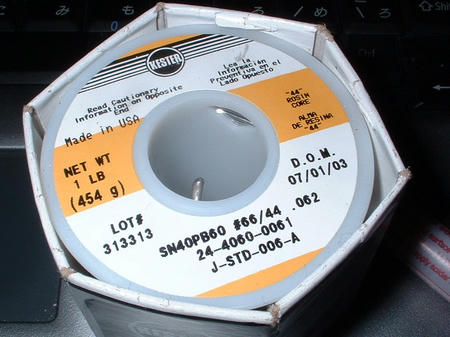 KESTER
Read Cautionary
Information on Opposite
End
Lea la
Información
Preventiva en el
Lado Opuesto
Made in USA
"44"
ROSIN
CORE
ALMA
DE RESINA
"44"
NET WT
1 LB
(454 g)
D.O.M.
07/01/03
LOT#
313313
SN40PB60 #66/44 .062
24-4060-0061
J-STD-006-A